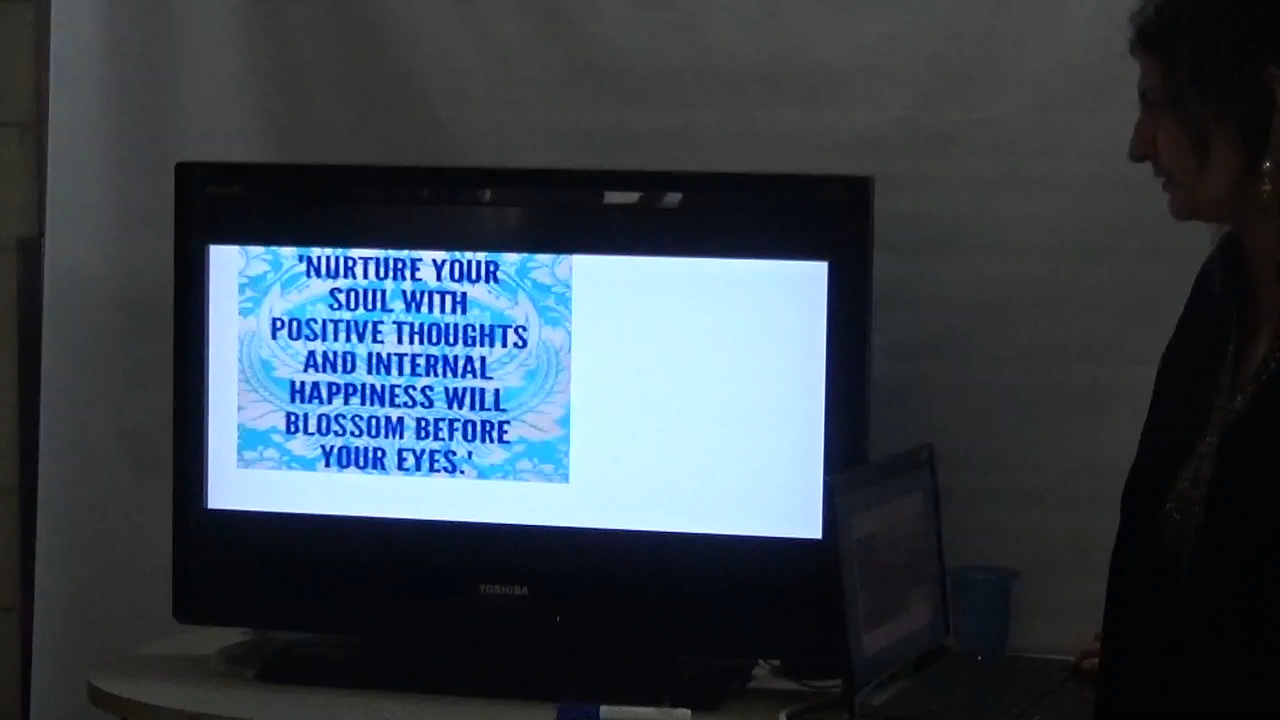 'NURTURE YOUR
SOUL WITH
POSITIVE THOUGHTS
AND INTERNAL
HAPPINESS WILL
BLOSSOM BEFORE
YOUR EYES.'
TOSHIBA